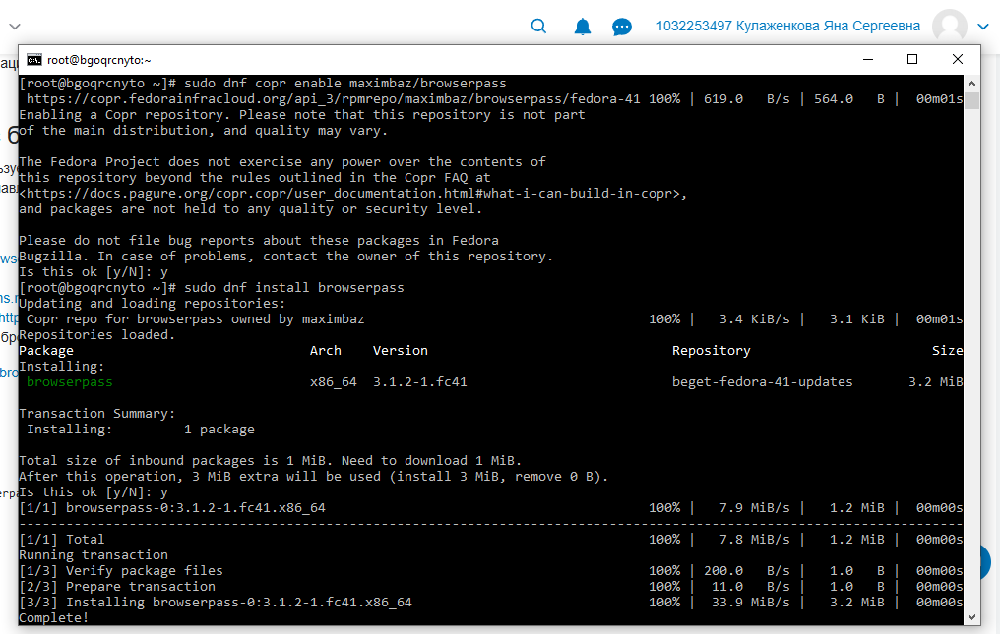 1032253497 Кулаженкова Яна Сергеевна
root@bgoqrcnyto:~
[root@bgoqrcnyto ~]# sudo dnf copr enable maximbaz/browserpass
https://copr.fedorainfracloud.org/api_3/rpmrepo/maximbaz/browserpass/fedora-41 100% | 619.0 B/s | 564.0 B | 00m01s
Enabling a Copr repository. Please note that this repository is not part
of the main distribution, and quality may vary.
The Fedora Project does not exercise any power over the contents of
this repository beyond the rules outlined in the Copr FAQ at
<https://docs.pagure.org/copr.copr/user_documentation.html#what-i-can-build-in-copr>,
and packages are not held to any quality or security level.
Please do not file bug reports about these packages in Fedora
Bugzilla. In case of problems, contact the owner of this repository.
Is this ok [y/N]: y
[root@bgoqrcnyto ~]# sudo dnf install browserpass
Updating and loading repositories:
Copr repo for browserpass owned by maximbaz 100% | 3.4 KiB/s | 3.1 KiB | 00m01s
Repositories loaded.
Package Arch Version Repository Size
Installing:
browserpass x86_64 3.1.2-1.fc41 beget-fedora-41-updates 3.2 MiB
Transaction Summary:
Installing: 1 package
Total size of inbound packages is 1 MiB. Need to download 1 MiB.
After this operation, 3 MiB extra will be used (install 3 MiB, remove 0 B).
Is this ok [y/N]: y
[1/1] browserpass-0:3.1.2-1.fc41.x86_64 100% | 7.9 MiB/s | 1.2 MiB | 00m00s
[1/1] Total 100% | 7.8 MiB/s | 1.2 MiB | 00m00s
Running transaction
[1/3] Verify package files 100% | 200.0 B/s | 1.0 B | 00m00s
[2/3] Prepare transaction 100% | 11.0 B/s | 1.0 B | 00m00s
[3/3] Installing browserpass-0:3.1.2-1.fc41.x86_64 100% | 33.9 MiB/s | 3.2 MiB | 00m00s
Complete!